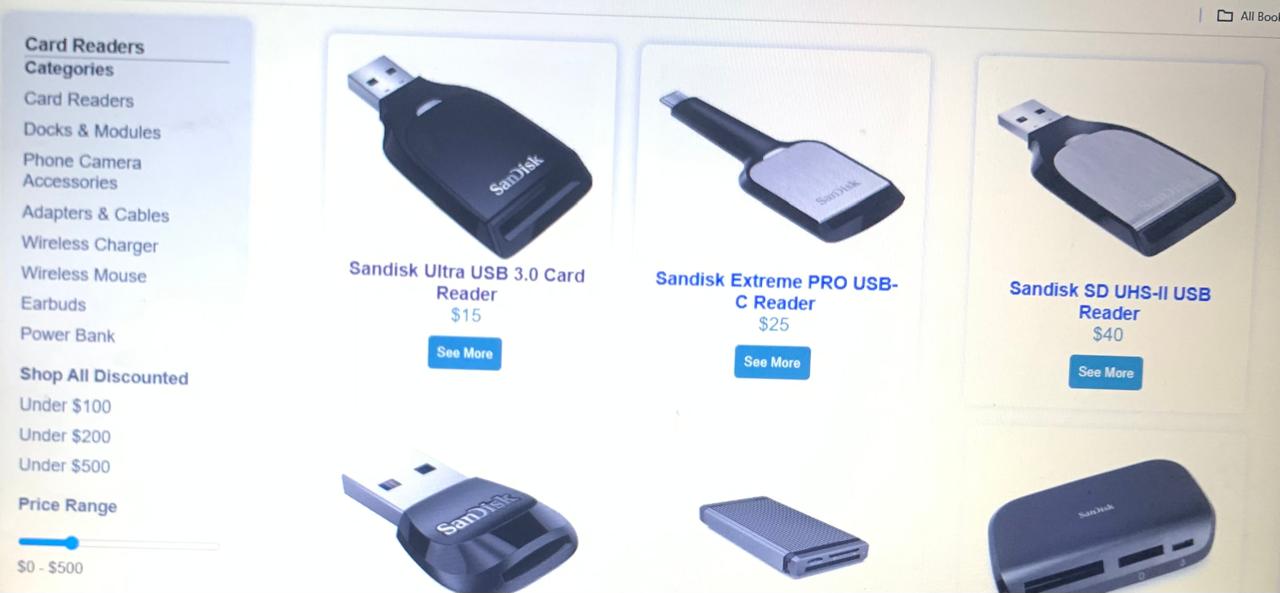 All
Card Readers
Categories
Card Readers
Docks & Modules
Phone Camera
Accessories
Adapters & Cables
Wireless Charger
Wireless Mouse
Earbuds
Power Bank
Shop All Discounted
Under $100
Under $200
Under $500
Price Range
$0 - $500
SanDisk
Sandisk Ultra USB 3.0 Card
Reader
$15
See More
SanDisk
Sandisk Extreme PRO USB-
C Reader
$25
See More
SanDisk
Sandisk SD UHS-II USB
Reader
$40
See More
SanDisk
SanDisk